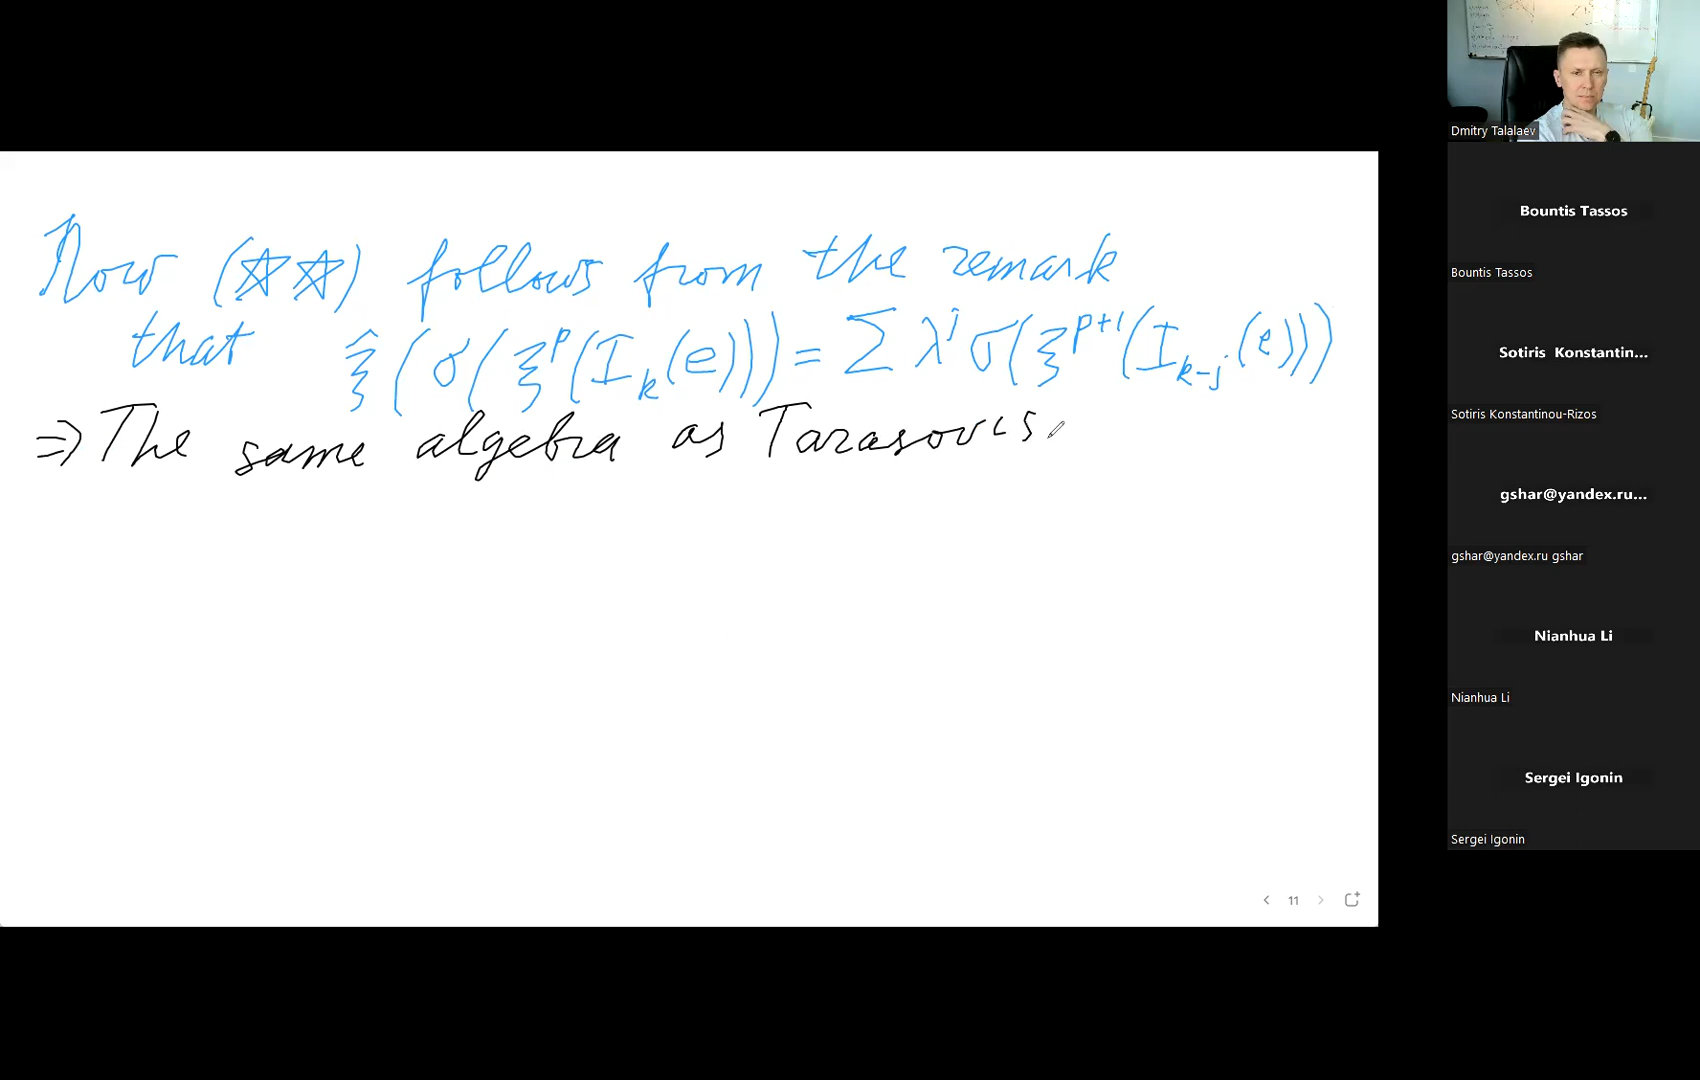 Now (☆☆) follows from the remark
that ξ̂(σ(ξ^p(I_k(e)))) = Σ λ^j σ(ξ^{p+1}(I_{k-j}(e)))
⇒ The same algebra as Tarasov's.
11
Dmitry Talalaev
Bountis Tassos
Bountis Tassos
Sotiris Konstantin...
Sotiris Konstantinou-Rizos
gshar@yandex.ru...
gshar@yandex.ru gshar
Nianhua Li
Nianhua Li
Sergei Igonin
Sergei Igonin